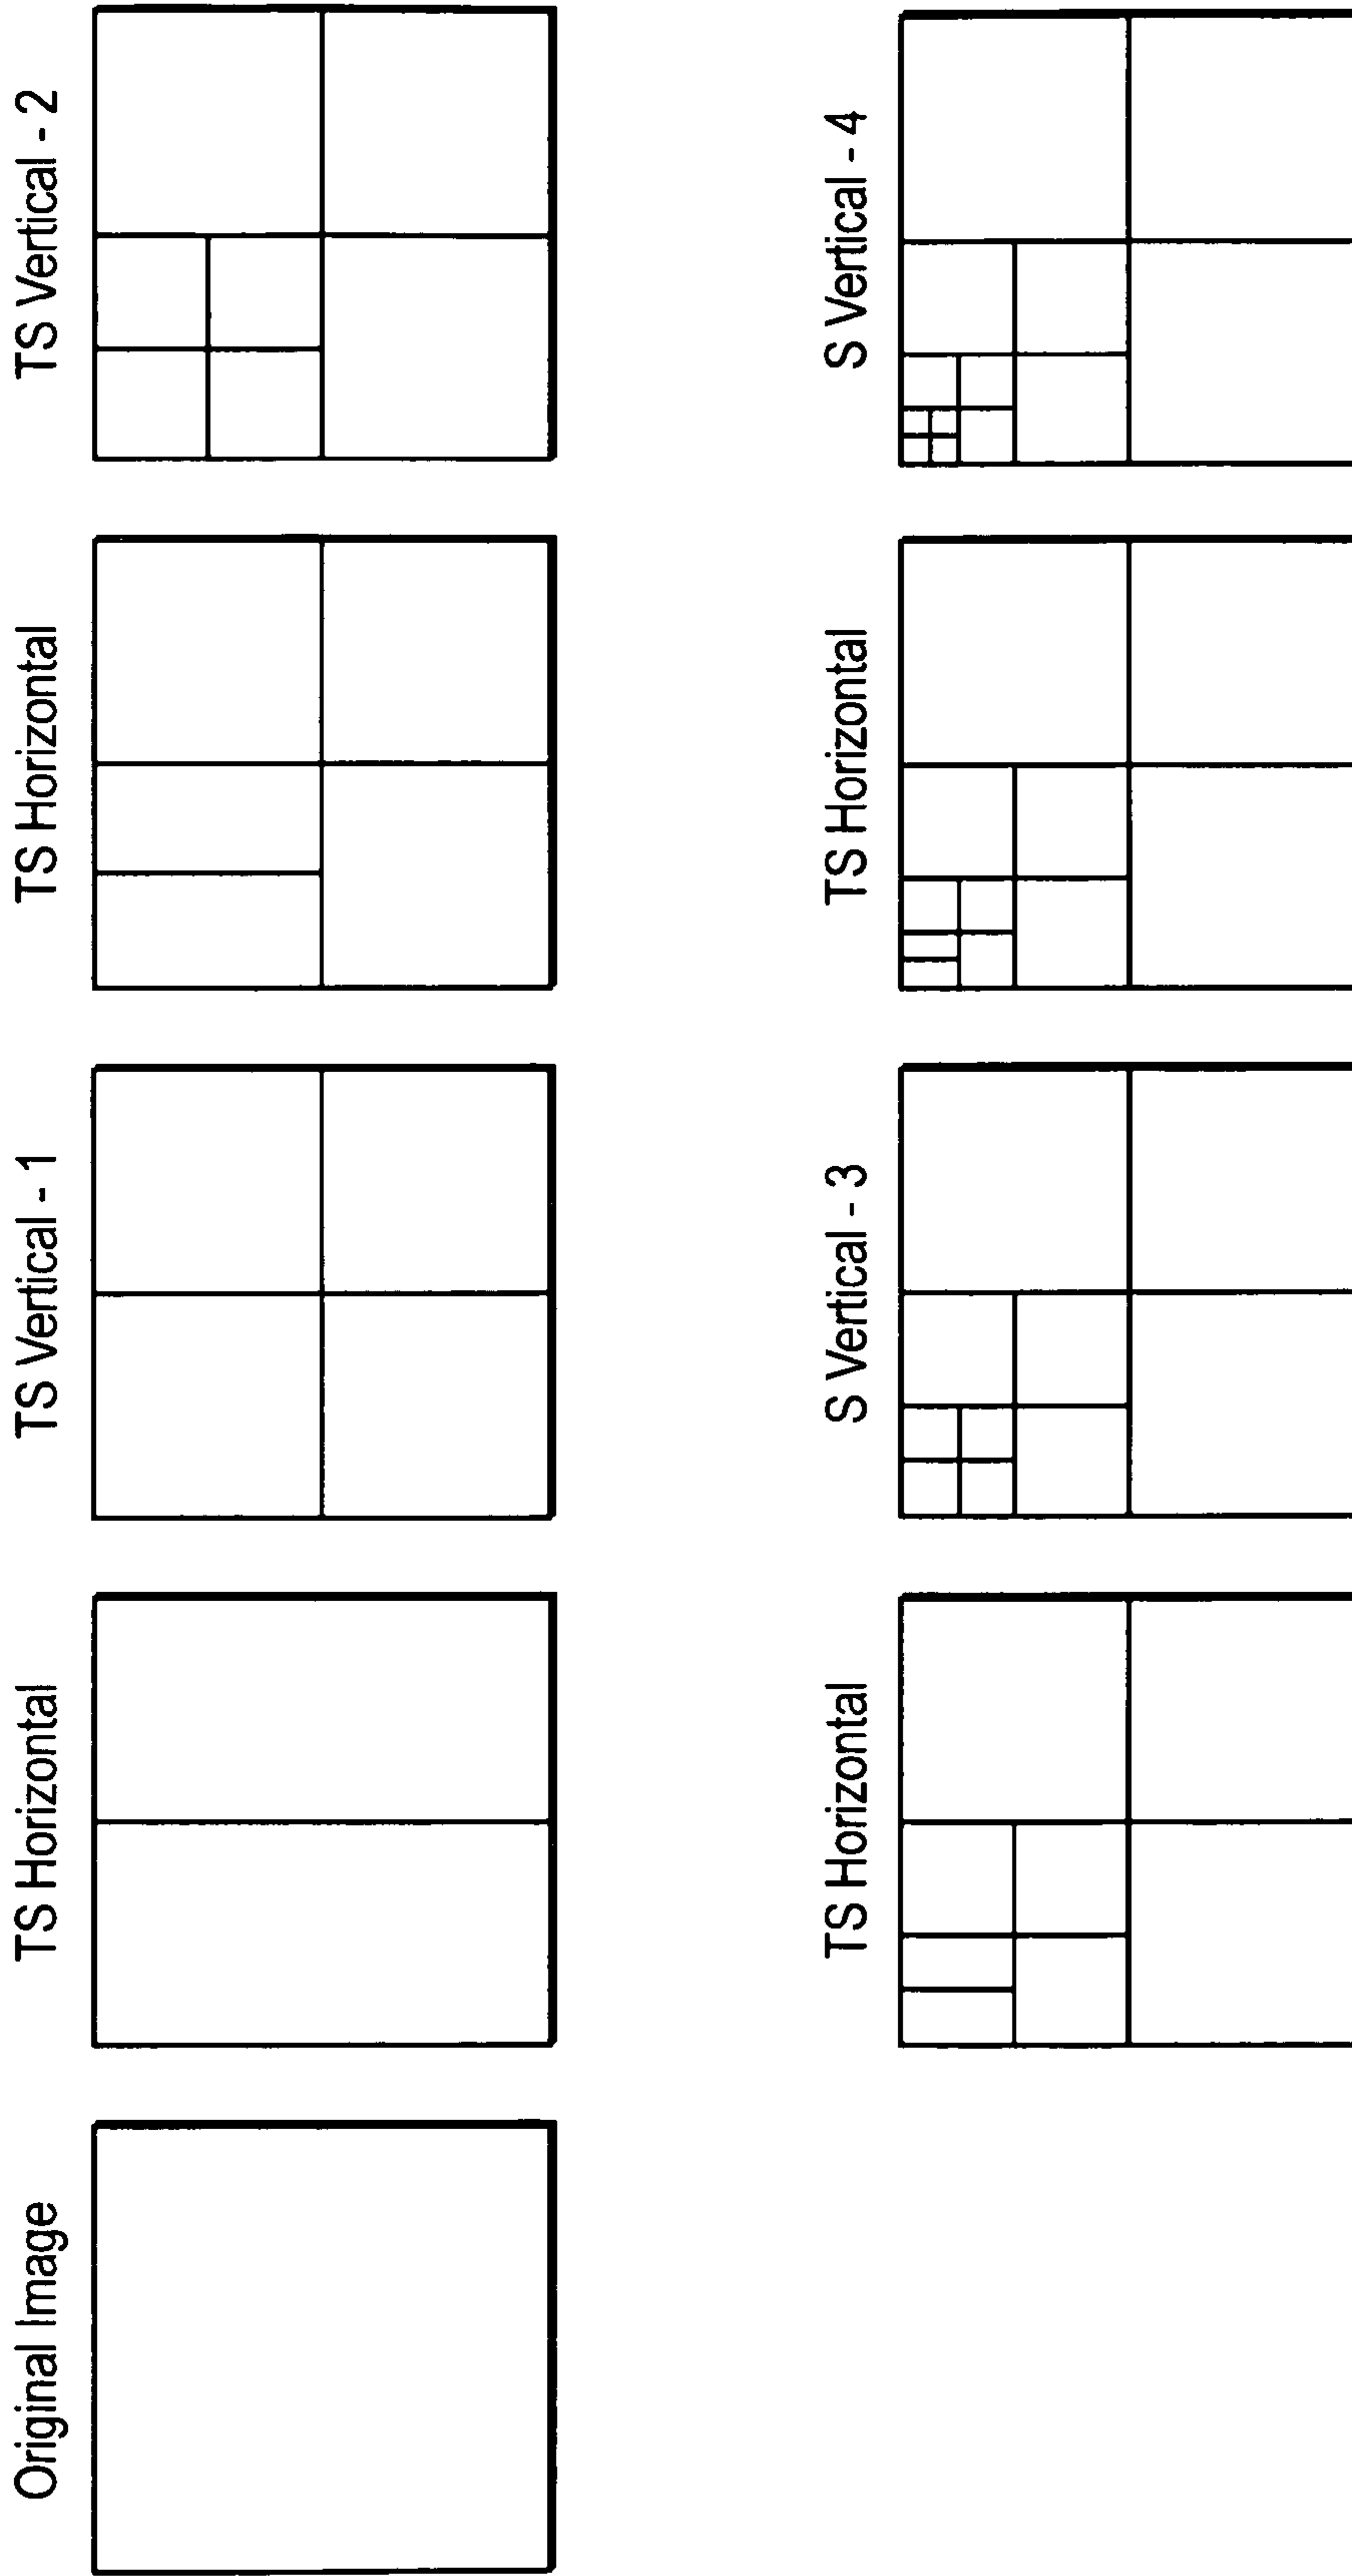 Original Image
TS Horizontal
TS Vertical - 1
TS Horizontal
TS Vertical - 2
TS Horizontal
S Vertical - 3
TS Horizontal
S Vertical - 4